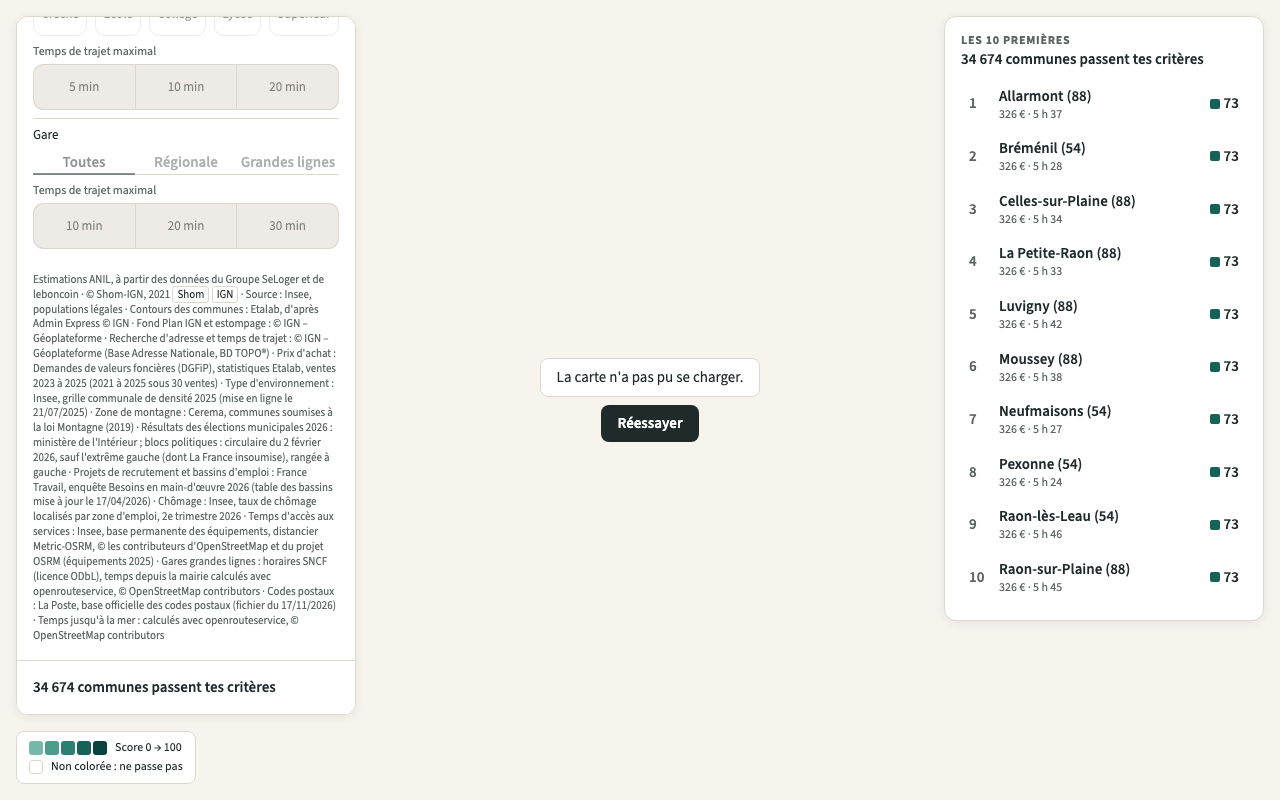 Temps de trajet maximal
5 min
10 min
20 min
Gare
Toutes
Régionale
Grandes lignes
Temps de trajet maximal
10 min
20 min
30 min
Estimations ANIL, à partir des données du Groupe SeLoger et de
leboncoin · © Shom-IGN, 2021 Shom IGN · Source : Insee,
populations légales · Contours des communes : Etalab, d'après
Admin Express © IGN · Fond Plan IGN et estompage : © IGN –
Géoplateforme · Recherche d'adresse et temps de trajet : © IGN –
Géoplateforme (Base Adresse Nationale, BD TOPO®) · Prix d'achat :
Demandes de valeurs foncières (DGFiP), statistiques Etalab, ventes
2023 à 2025 (2021 à 2025 sous 30 ventes) · Type d'environnement :
Insee, grille communale de densité 2025 (mise en ligne le
21/07/2025) · Zone de montagne : Cerema, communes soumises à
la loi Montagne (2019) · Résultats des élections municipales 2026 :
ministère de l'Intérieur ; blocs politiques : circulaire du 2 février
2026, sauf l'extrême gauche (dont La France insoumise), rangée à
gauche · Projets de recrutement et bassins d'emploi : France
Travail, enquête Besoins en main-d'œuvre 2026 (table des bassins
mise à jour le 17/04/2026) · Chômage : Insee, taux de chômage
localisés par zone d'emploi, 2e trimestre 2026 · Temps d'accès aux
services : Insee, base permanente des équipements, distancier
Metric-OSRM, © les contributeurs d'OpenStreetMap et du projet
OSRM (équipements 2025) · Gares grandes lignes : horaires SNCF
(licence ODbL), temps depuis la mairie calculés avec
openrouteservice, © OpenStreetMap contributors · Codes postaux
: La Poste, base officielle des codes postaux (fichier du 17/11/2026)
· Temps jusqu'à la mer : calculés avec openrouteservice, ©
OpenStreetMap contributors
34 674 communes passent tes critères
Score 0 → 100
Non colorée : ne passe pas
La carte n'a pas pu se charger.
Réessayer
LES 10 PREMIÈRES
34 674 communes passent tes critères
1 Allarmont (88) 73
326 € · 5 h 37
2 Bréménil (54) 73
326 € · 5 h 28
3 Celles-sur-Plaine (88) 73
326 € · 5 h 34
4 La Petite-Raon (88) 73
326 € · 5 h 33
5 Luvigny (88) 73
326 € · 5 h 42
6 Moussey (88) 73
326 € · 5 h 38
7 Neufmaisons (54) 73
326 € · 5 h 27
8 Pexonne (54) 73
326 € · 5 h 24
9 Raon-lès-Leau (54) 73
326 € · 5 h 46
10 Raon-sur-Plaine (88) 73
326 € · 5 h 45